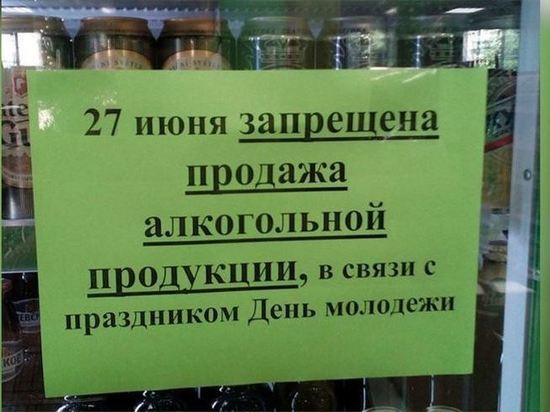 27 июня запрещена
продажа
алкогольной
продукции, в связи с
праздником День молодежи